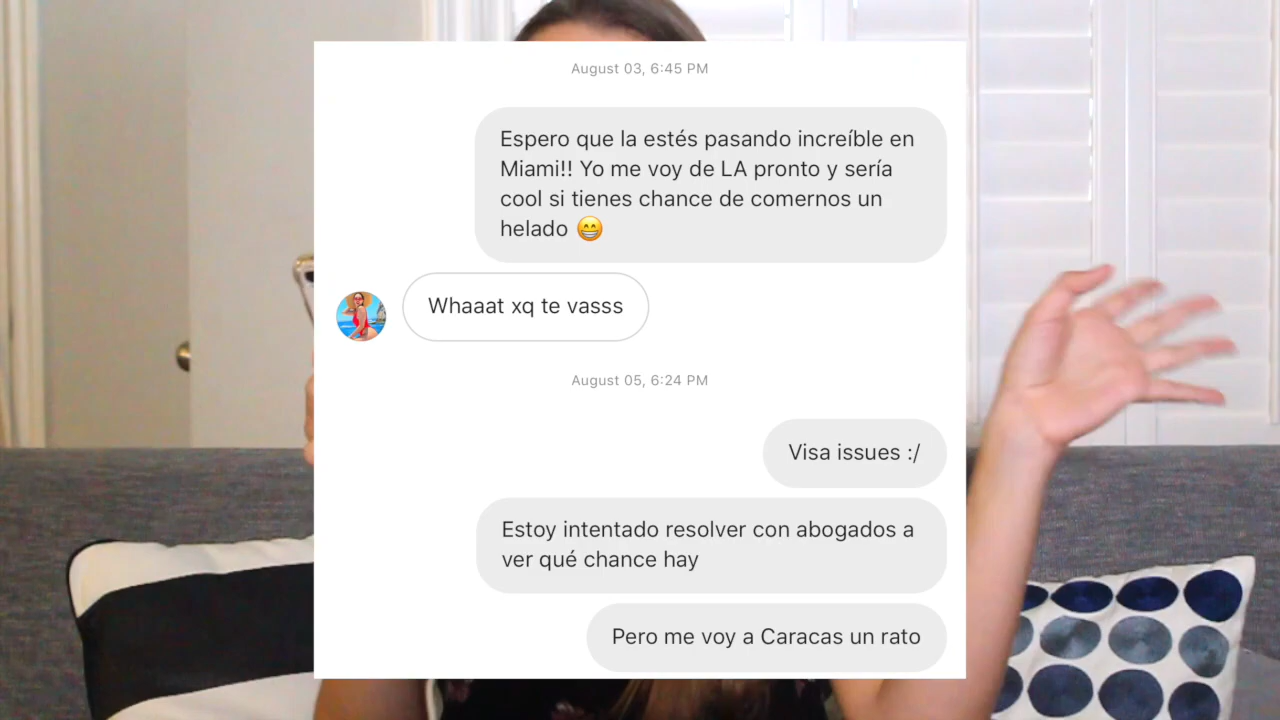 August 03, 6:45 PM
Espero que la estés pasando increíble en
Miami!! Yo me voy de LA pronto y sería
cool si tienes chance de comernos un
helado 😁
Whaaat xq te vasss
August 05, 6:24 PM
Visa issues :/
Estoy intentado resolver con abogados a
ver qué chance hay
Pero me voy a Caracas un rato